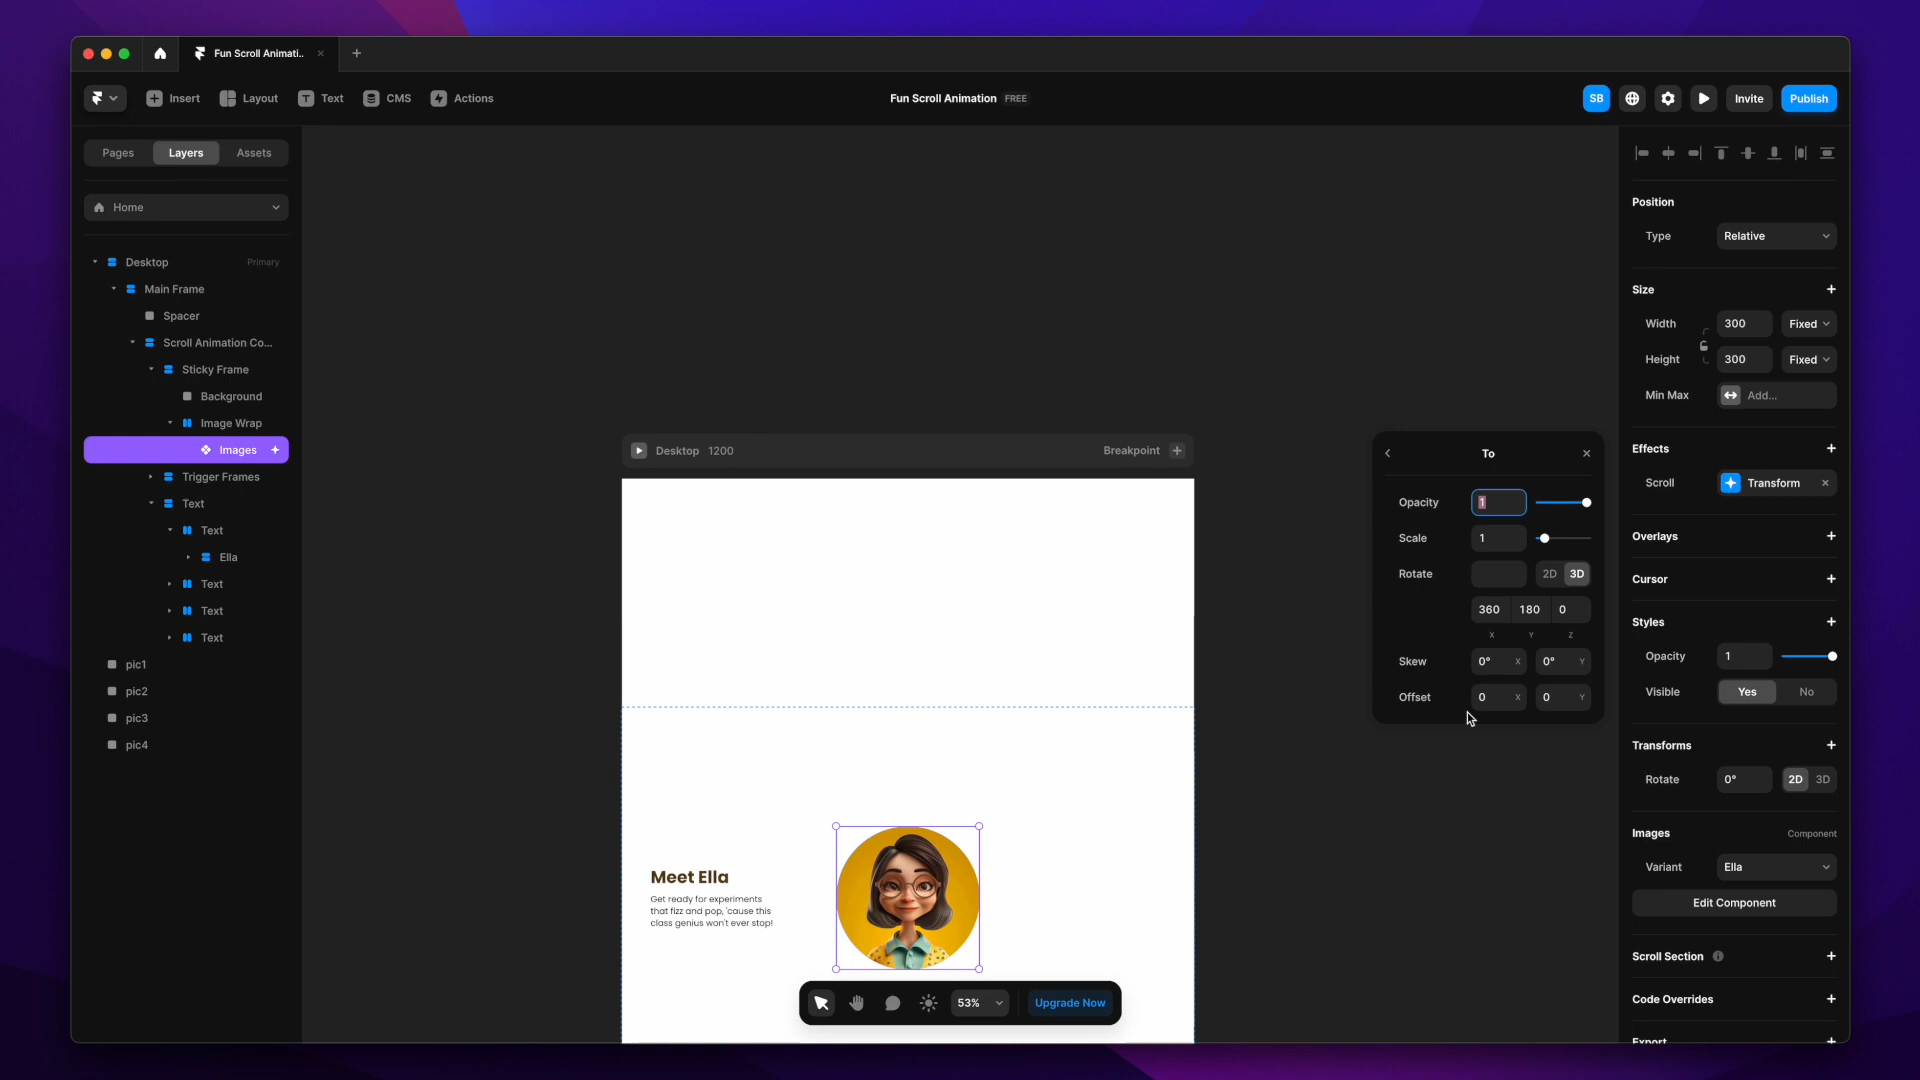 Fun Scroll Animati..
Insert
Layout
Text
CMS
Actions
Fun Scroll Animation FREE
SB
Invite
Publish
Pages
Layers
Assets
Home
Desktop Primary
Main Frame
Spacer
Scroll Animation Co...
Sticky Frame
Background
Image Wrap
Images
Trigger Frames
Text
Text
Ella
Text
Text
Text
pic1
pic2
pic3
pic4
Desktop 1200
Breakpoint
Meet Ella
Get ready for experiments
that fizz and pop, 'cause this
class genius won't ever stop!
53%
Upgrade Now
To
Opacity 1
Scale 1
Rotate 2D 3D
360 180 0
X Y Z
Skew 0° X 0° Y
Offset 0 X 0 Y
Position
Type Relative
Size
Width 300 Fixed
Height 300 Fixed
Min Max Add...
Effects
Scroll Transform
Overlays
Cursor
Styles
Opacity 1
Visible Yes No
Transforms
Rotate 0° 2D 3D
Images Component
Variant Ella
Edit Component
Scroll Section
Code Overrides
Export